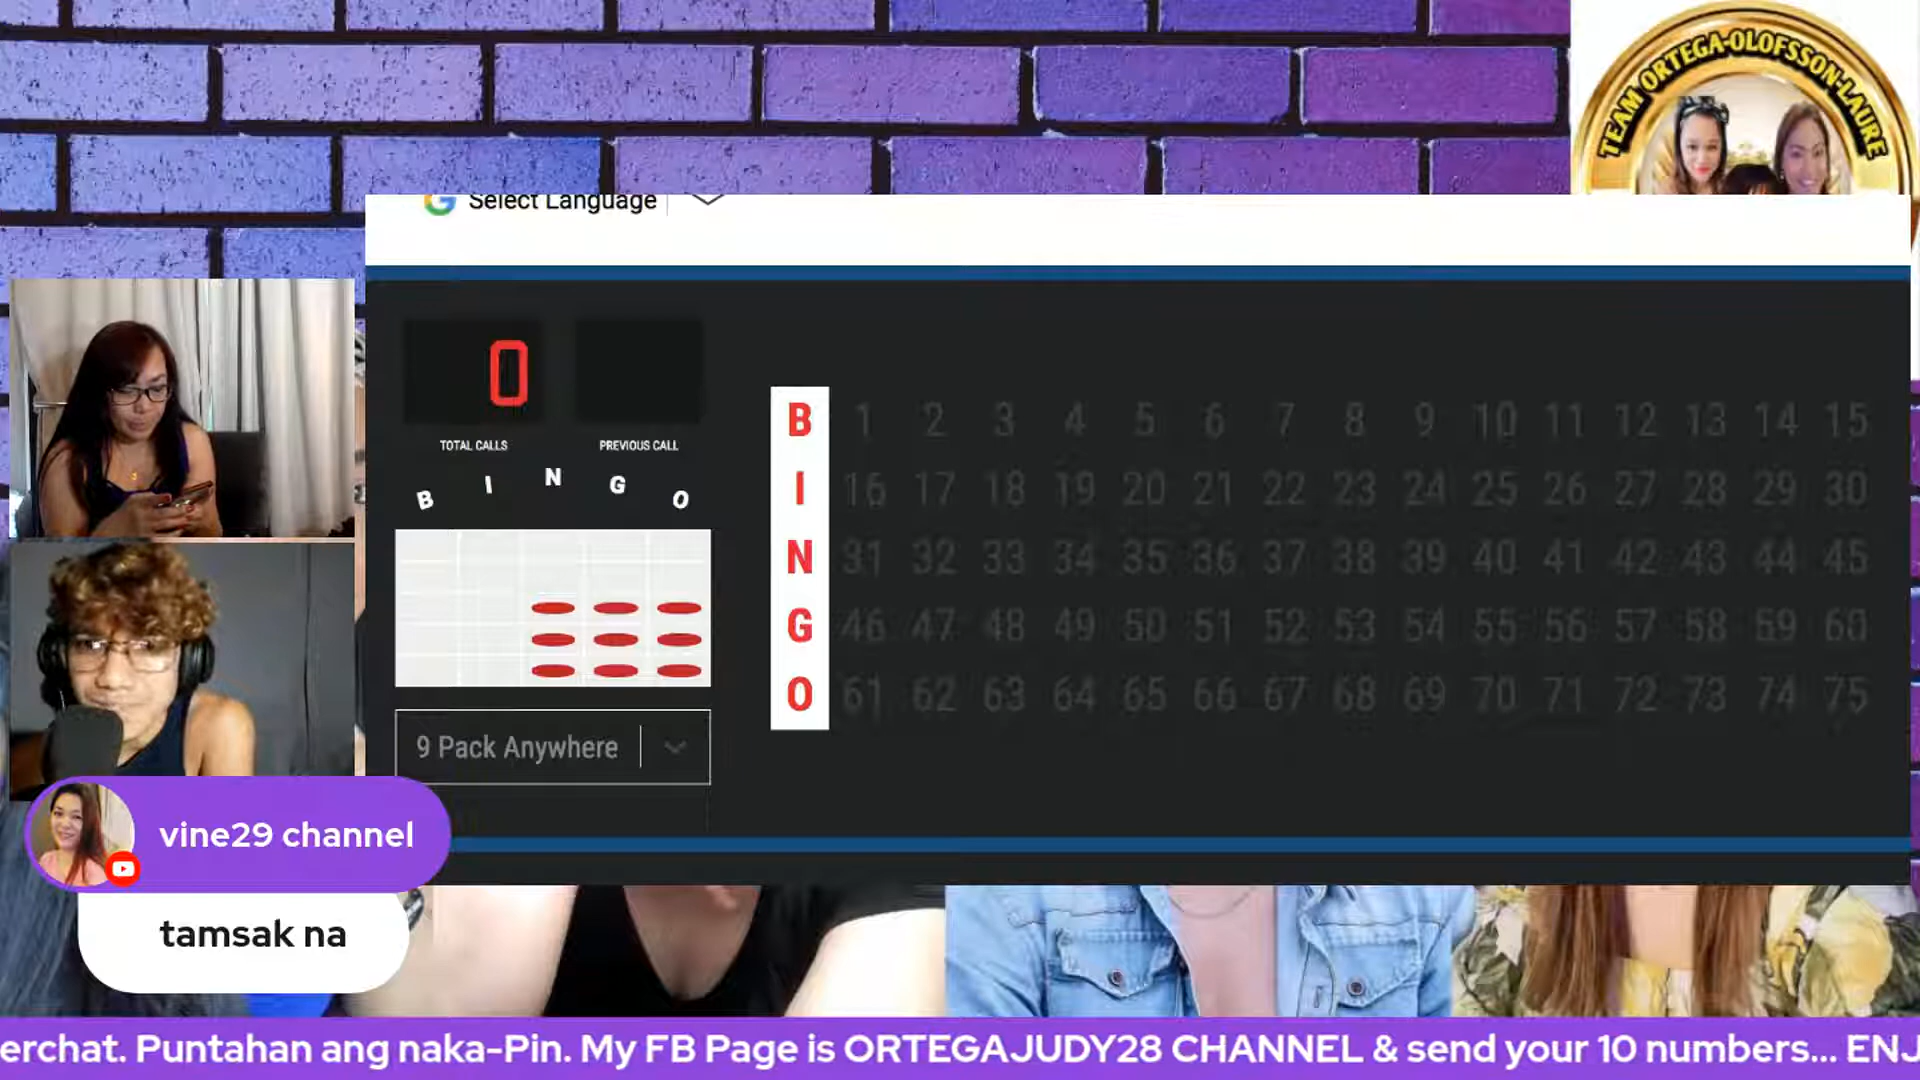 TEAM ORTEGA-OLOFSSON-LAURE
Select Language
0
TOTAL CALLS
PREVIOUS CALL
B I N G O
B 1 2 3 4 5 6 7 8 9 10 11 12 13 14 15
I 16 17 18 19 20 21 22 23 24 25 26 27 28 29 30
N 31 32 33 34 35 36 37 38 39 40 41 42 43 44 45
G 46 47 48 49 50 51 52 53 54 55 56 57 58 59 60
O 61 62 63 64 65 66 67 68 69 70 71 72 73 74 75
9 Pack Anywhere
vine29 channel
tamsak na
erchat. Puntahan ang naka-Pin. My FB Page is ORTEGAJUDY28 CHANNEL & send your 10 numbers... ENJ